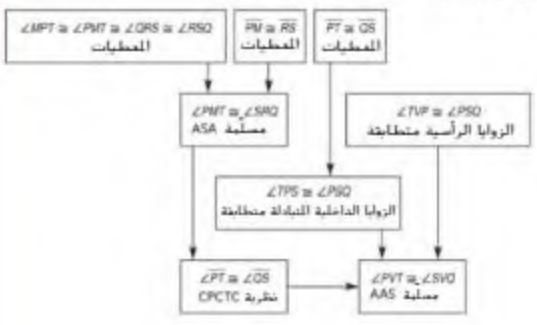 ∠MPT ≅ ∠PMT ≅ ∠QRS ≅ ∠RSQ
المعطيات
PM ≅ RS
المعطيات
PT ≅ QS
المعطيات
∠PMT ≅ ∠SRQ
مسلمة ASA
∠TVP ≅ ∠PSQ
الزوايا الرأسية متطابقة
∠TPS ≅ ∠PSQ
الزوايا الداخلية المتبادلة متطابقة
∠PT ≅ ∠QS
نظرية CPCTC
∠PVT ≅ ∠SVQ
مسلمة AAS